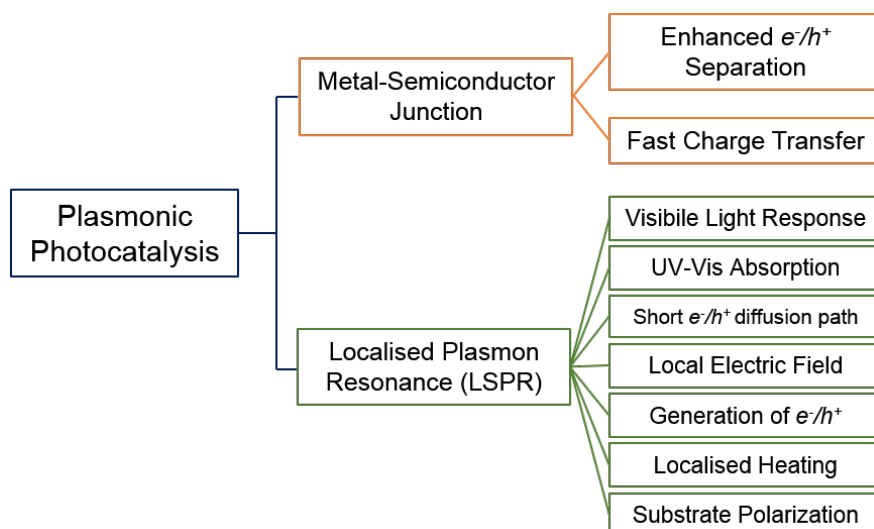 Plasmonic
Photocatalysis
Metal-Semiconductor
Junction
Enhanced e⁻/h⁺
Separation
Fast Charge Transfer
Localised Plasmon
Resonance (LSPR)
Visibile Light Response
UV-Vis Absorption
Short e⁻/h⁺ diffusion path
Local Electric Field
Generation of e⁻/h⁺
Localised Heating
Substrate Polarization